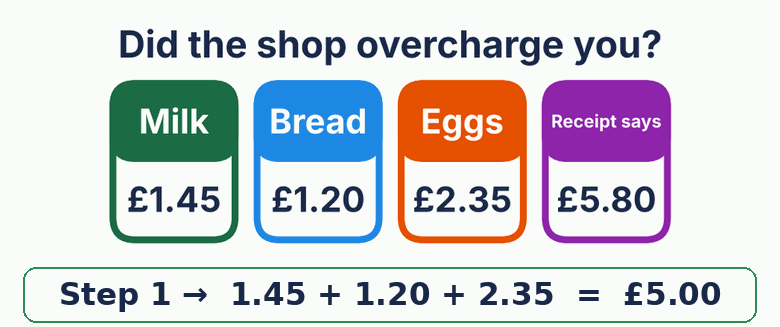 Did the shop overcharge you?
Milk Bread Eggs Receipt says
£1.45 £1.20 £2.35 £5.80
Step 1 → 1.45 + 1.20 + 2.35 = £5.00